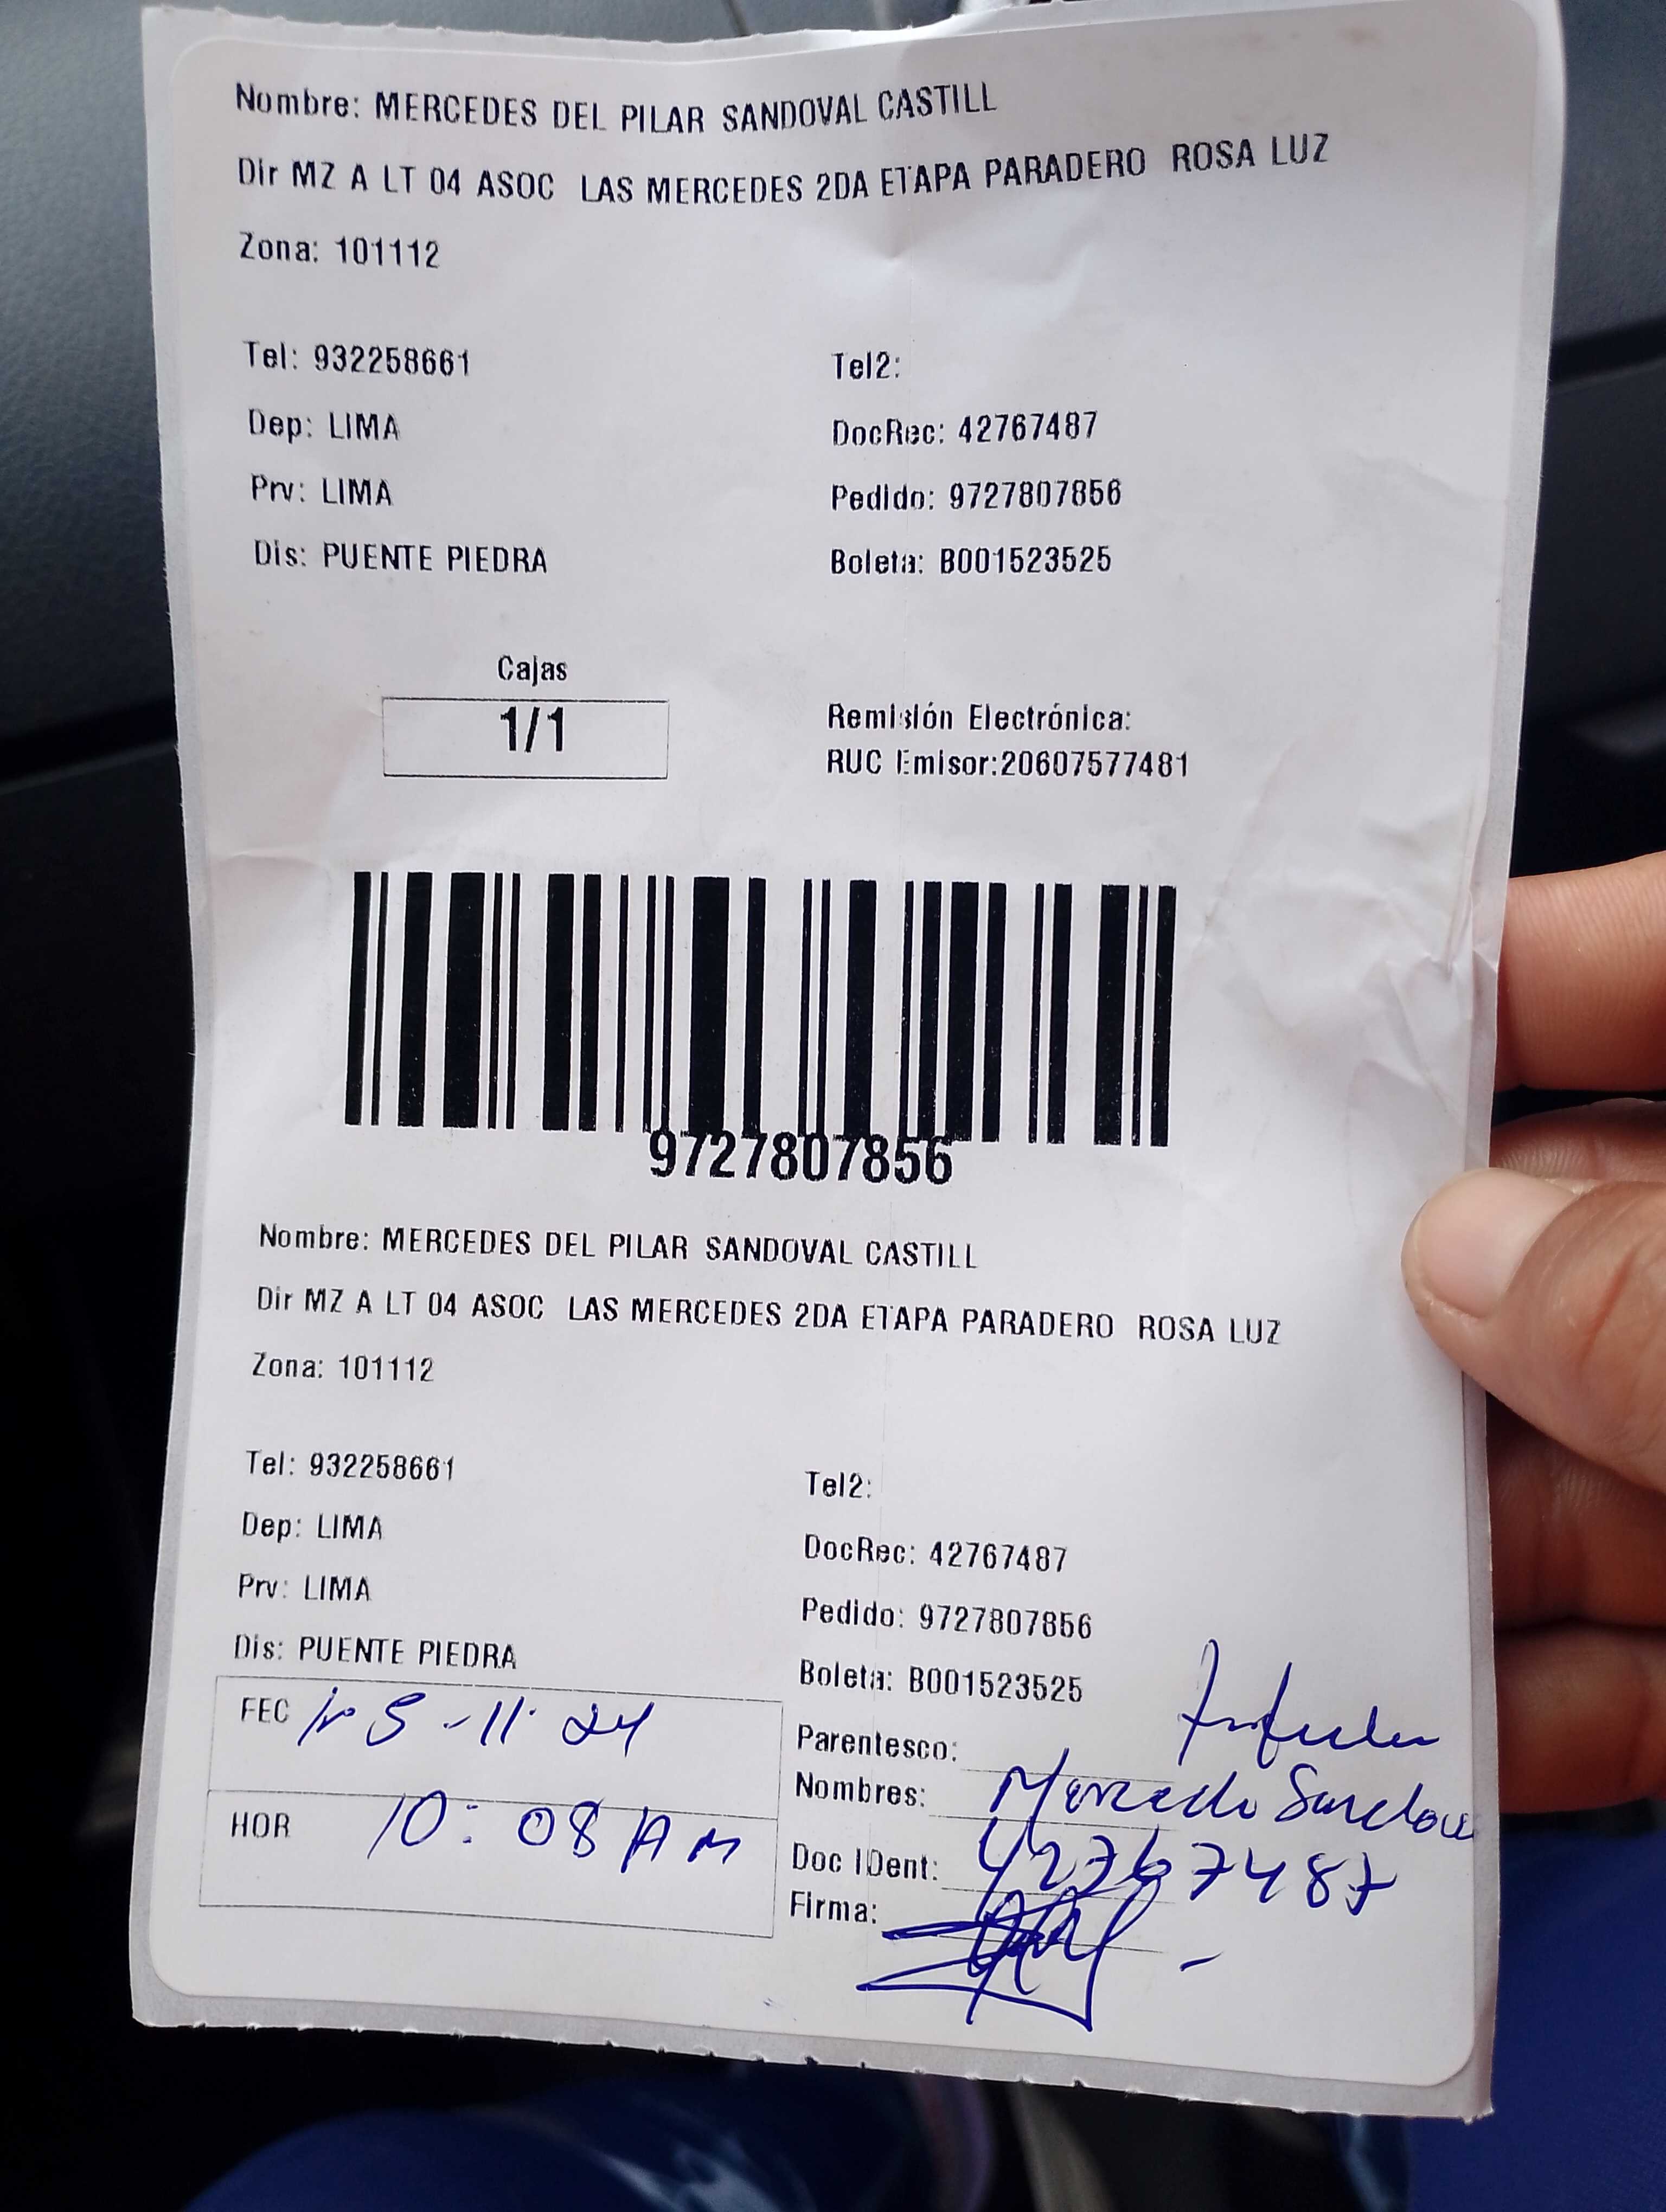 Nombre: MERCEDES DEL PILAR SANDOVAL CASTILL
Dir MZ A LT 04 ASOC LAS MERCEDES 2DA ETAPA PARADERO ROSA LUZ
Zona: 101112
Tel: 932258661 Tel2:
Dep: LIMA DocRec: 42767487
Prv: LIMA Pedido: 9727807856
Dis: PUENTE PIEDRA Boleta: B001523525
Cajas
1/1
Remisión Electrónica:
RUC Emisor:20607577481
9727807856
Nombre: MERCEDES DEL PILAR SANDOVAL CASTILL
Dir MZ A LT 04 ASOC LAS MERCEDES 2DA ETAPA PARADERO ROSA LUZ
Zona: 101112
Tel: 932258661 Tel2:
Dep: LIMA DocRec: 42767487
Prv: LIMA Pedido: 9727807856
Dis: PUENTE PIEDRA Boleta: B001523525
FEC -11-24
HOR 10:08 AM
Parentesco:
Nombres:
Doc IDent: 42767487
Firma: